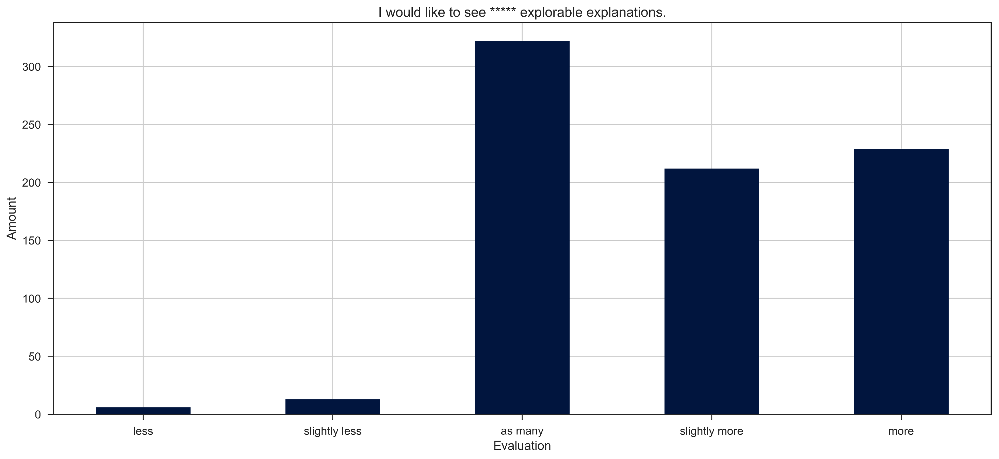 I would like to see ***** explorable explanations.
300
250
200
150
100
50
0
Amount
less
slightly less
as many
slightly more
more
Evaluation